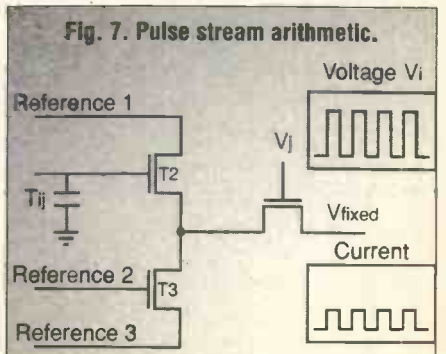 Fig. 7. Pulse stream arithmetic.
Voltage Vi
Reference 1
T2
Tij
Vj
Vfixed
Current
Reference 2
T3
Reference 3